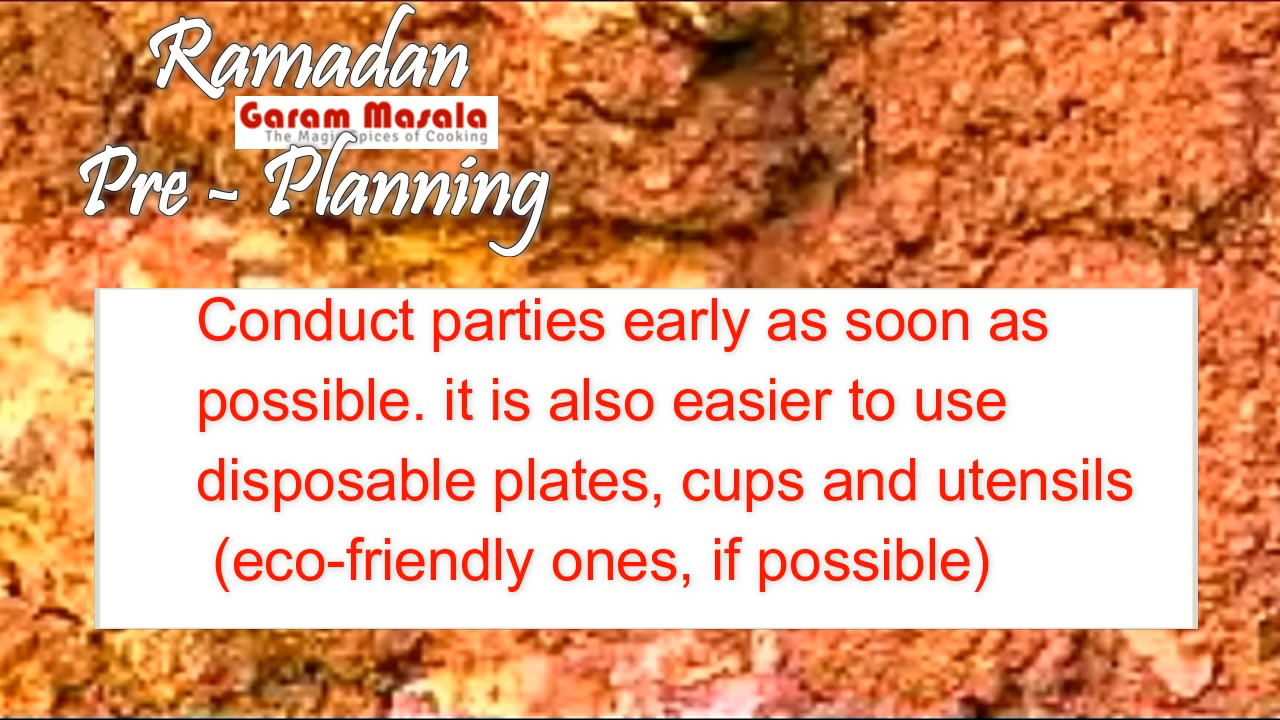 Ramadan
Garam Masala
The Magic Spices of Cooking
Pre - Planning
Conduct parties early as soon as
possible. it is also easier to use
disposable plates, cups and utensils
(eco-friendly ones, if possible)